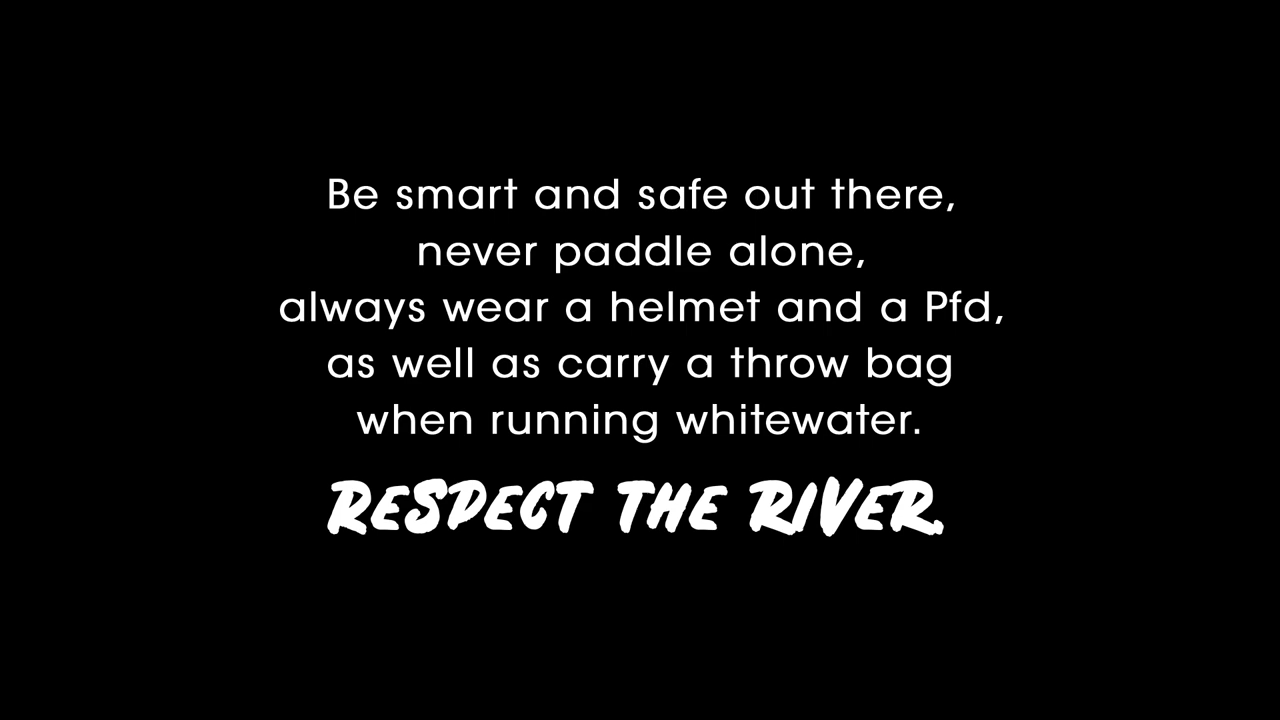 Be smart and safe out there,
never paddle alone,
always wear a helmet and a Pfd,
as well as carry a throw bag
when running whitewater.
RESPECT THE RIVER.